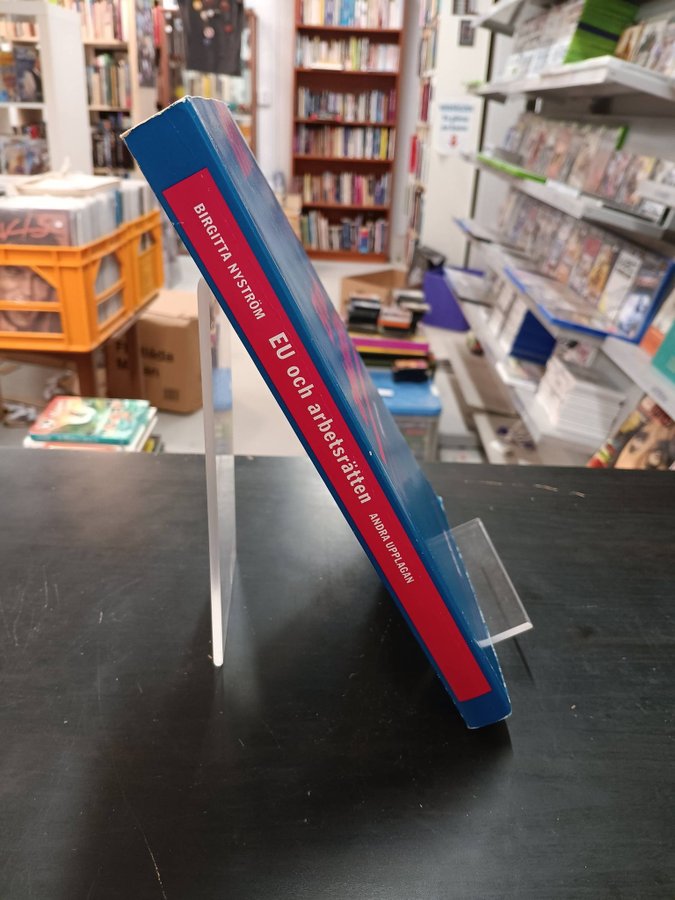 BIRGITTA NYSTRÖM
EU och arbetsrätten
ANDRA UPPLAGAN